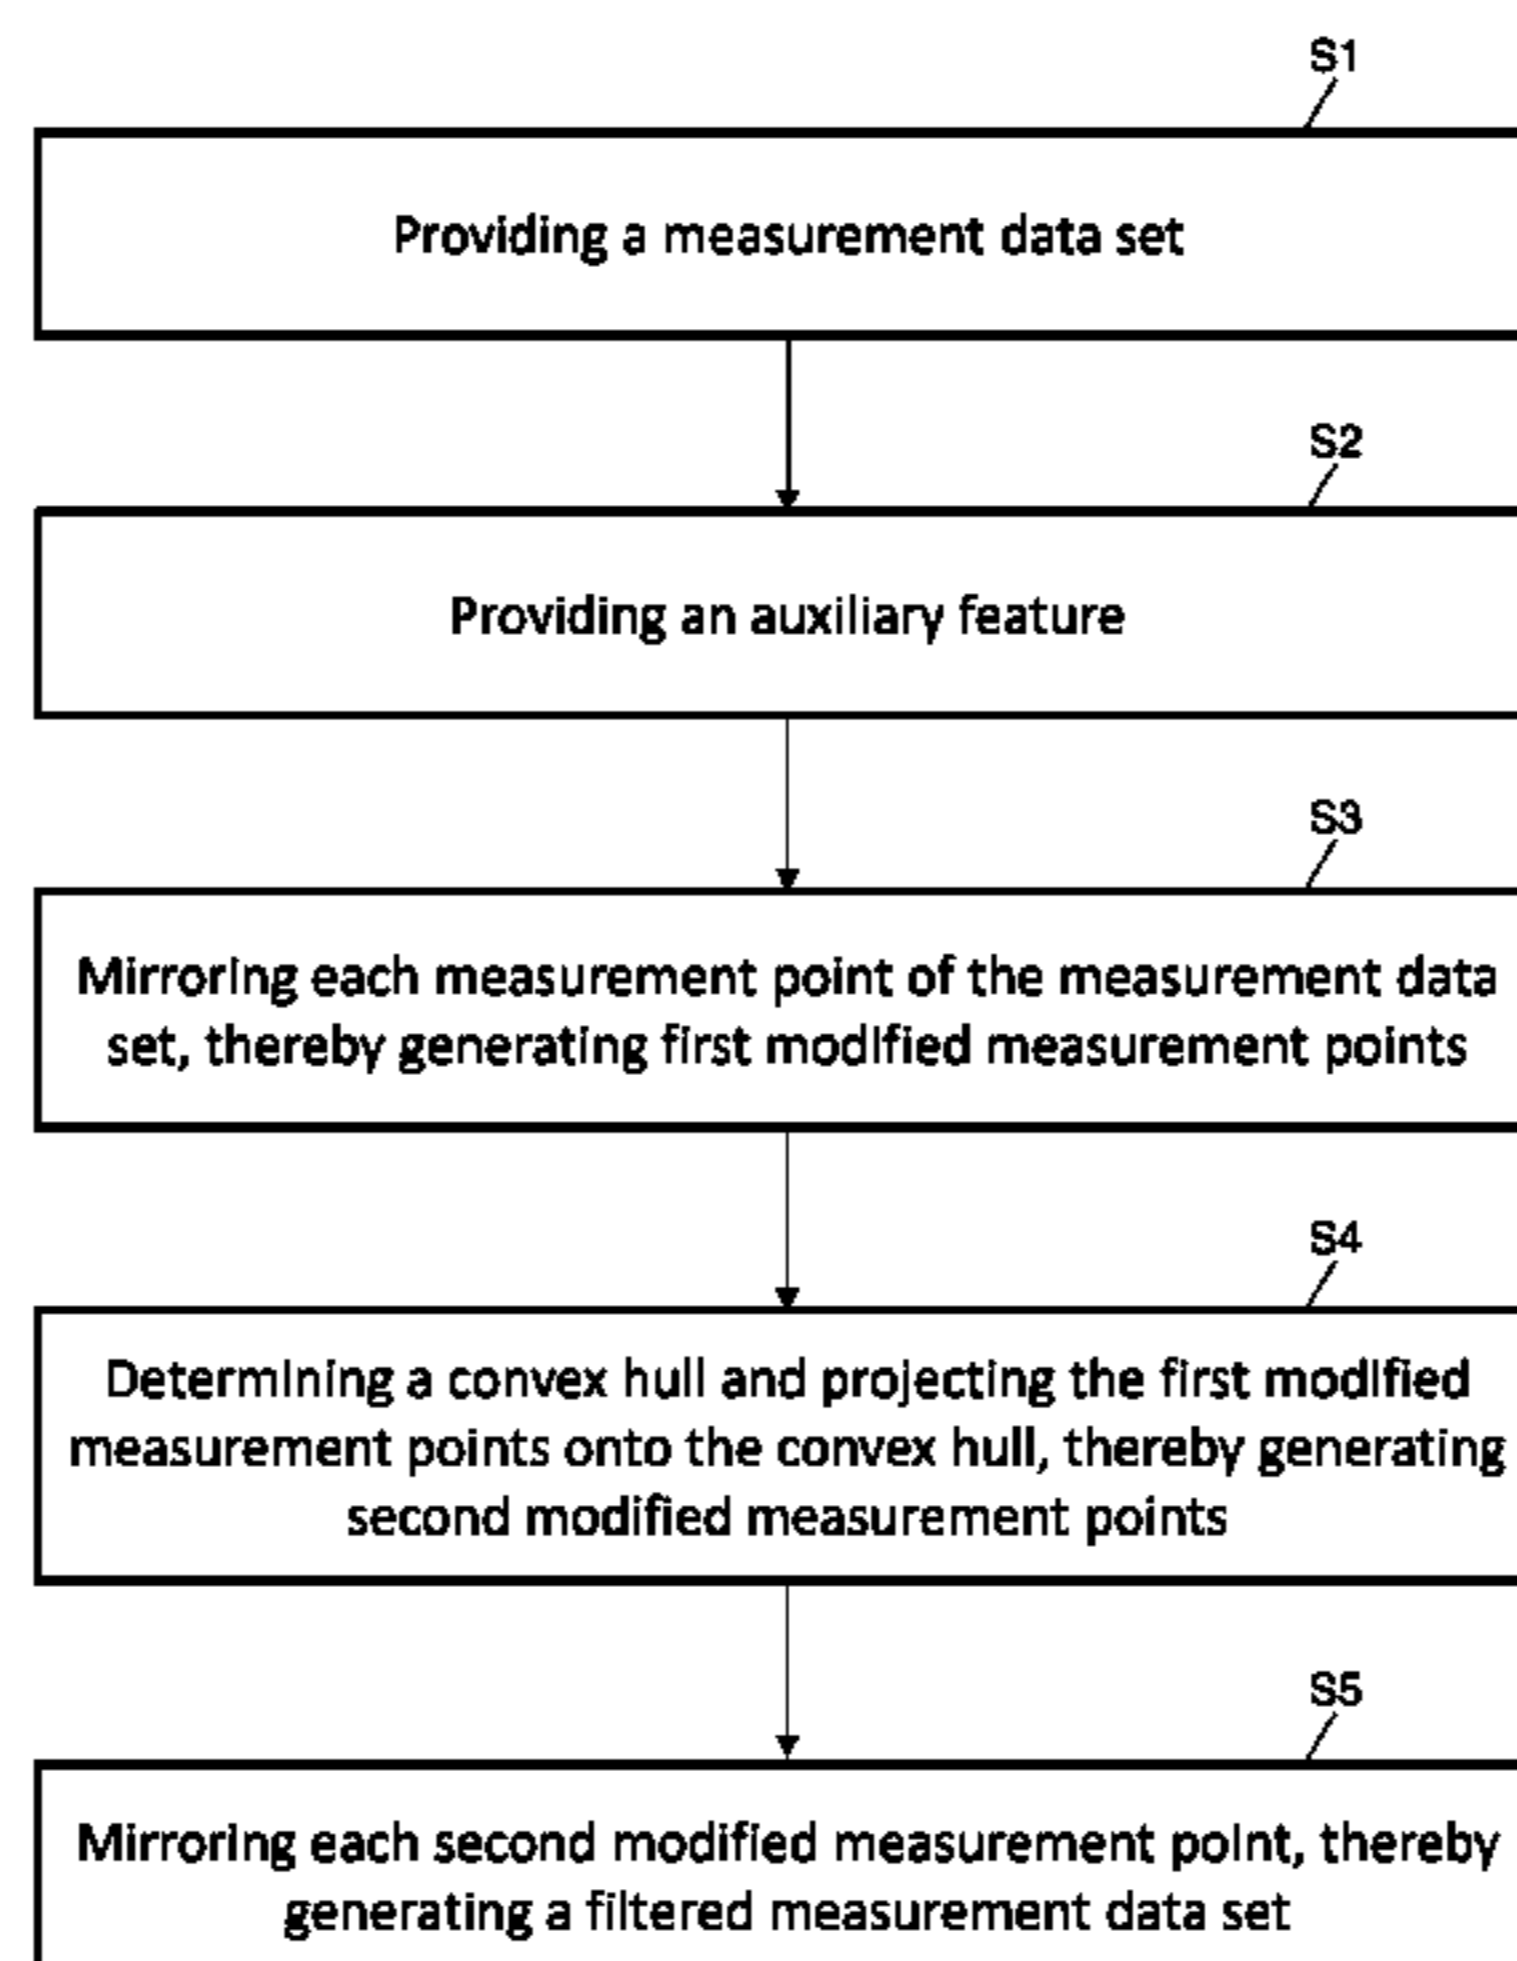 S1
Providing a measurement data set
S2
Providing an auxiliary feature
S3
Mirroring each measurement point of the measurement data
set, thereby generating first modified measurement points
S4
Determining a convex hull and projecting the first modified
measurement points onto the convex hull, thereby generating
second modified measurement points
S5
Mirroring each second modified measurement point, thereby
generating a filtered measurement data set